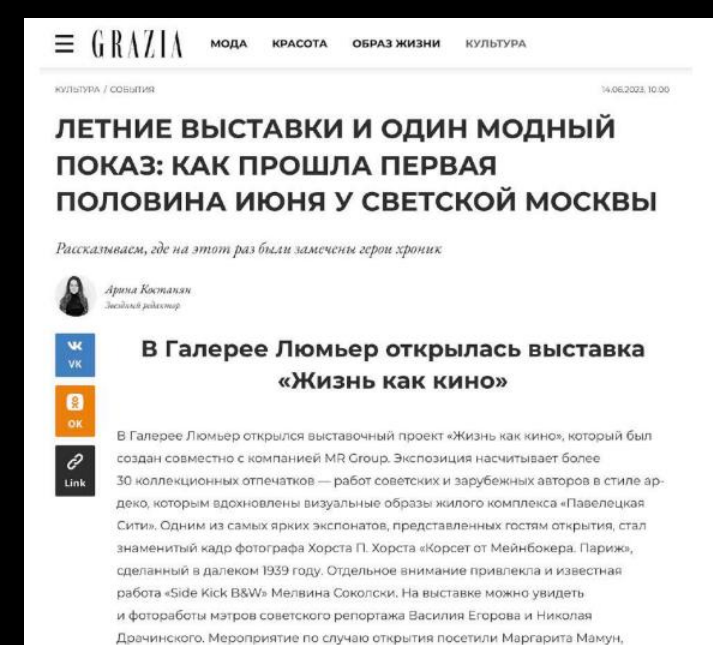 GRAZIA МОДА КРАСОТА ОБРАЗ ЖИЗНИ КУЛЬТУРА
КУЛЬТУРА / СОБЫТИЯ 14.06.2023, 10:00
ЛЕТНИЕ ВЫСТАВКИ И ОДИН МОДНЫЙ
ПОКАЗ: КАК ПРОШЛА ПЕРВАЯ
ПОЛОВИНА ИЮНЯ У СВЕТСКОЙ МОСКВЫ
Рассказываем, где на этот раз были замечены герои хроник
Арина Костанян
Звездный редактор
VK
OK
Link
В Галерее Люмьер открылась выставка
«Жизнь как кино»
В Галерее Люмьер открылся выставочный проект «Жизнь как кино», который был
создан совместно с компанией MR Group. Экспозиция насчитывает более
30 коллекционных отпечатков — работ советских и зарубежных авторов в стиле ар-
деко, которым вдохновлены визуальные образы жилого комплекса «Павелецкая
Сити». Одним из самых ярких экспонатов, представленных гостям открытия, стал
знаменитый кадр фотографа Хорста П. Хорста «Корсет от Мейнбокера. Париж»,
сделанный в далеком 1939 году. Отдельное внимание привлекла и известная
работа «Side Kick B&W» Мелвина Соколски. На выставке можно увидеть
и фотоработы мэтров советского репортажа Василия Егорова и Николая
Драчинского. Мероприятие по случаю открытия посетили Маргарита Мамун,